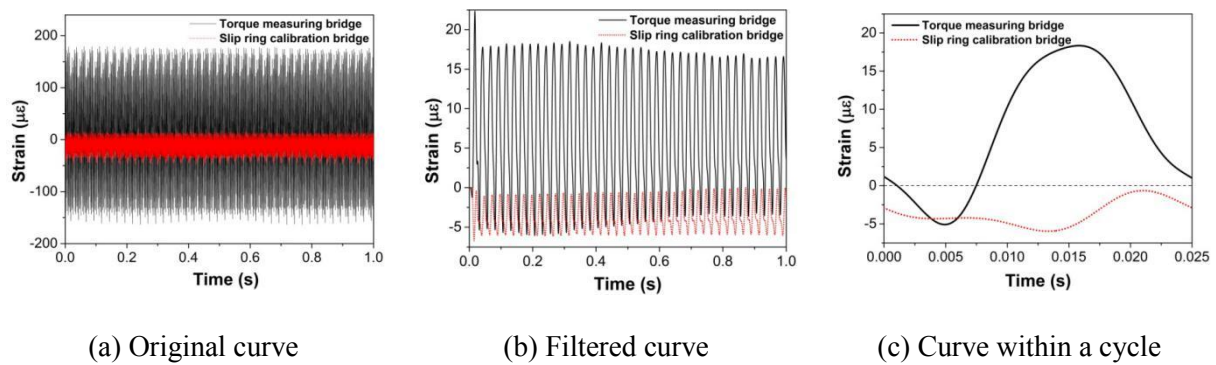 Torque measuring bridge
Slip ring calibration bridge
Strain (με)
200
100
0
-100
-200
0.0 0.2 0.4 0.6 0.8 1.0
Time (s)
(a) Original curve
Torque measuring bridge
Slip ring calibration bridge
Strain (με)
20
15
10
5
0
-5
0.0 0.2 0.4 0.6 0.8 1.0
Time (s)
(b) Filtered curve
Torque measuring bridge
Slip ring calibration bridge
Strain (με)
20
15
10
5
0
-5
0.000 0.005 0.010 0.015 0.020 0.025
Time (s)
(c) Curve within a cycle